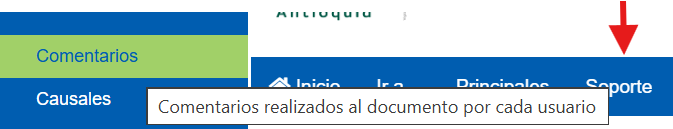 Antioquia
Comentarios
Inicio Ir a Principales Soporte
Causales
Comentarios realizados al documento por cada usuario